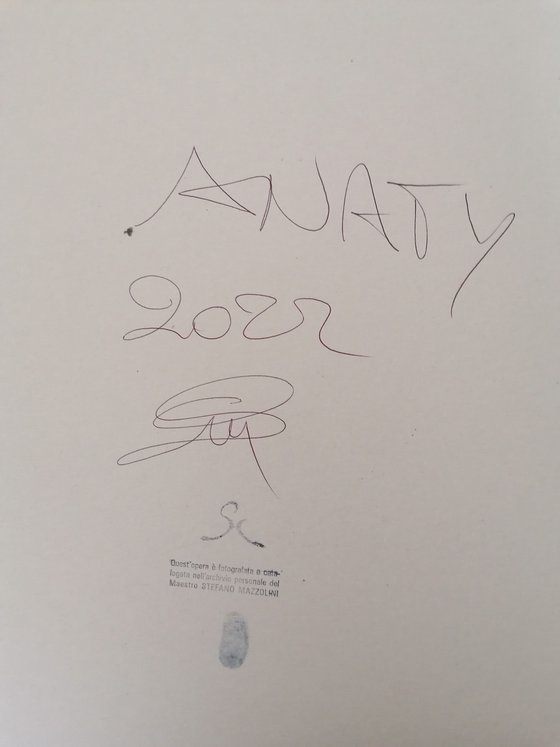 ANATY
2022
"Quest'opera è fotografata e cata-
logata nell'archivio personale del
Maestro STEFANO MAZZOLINI